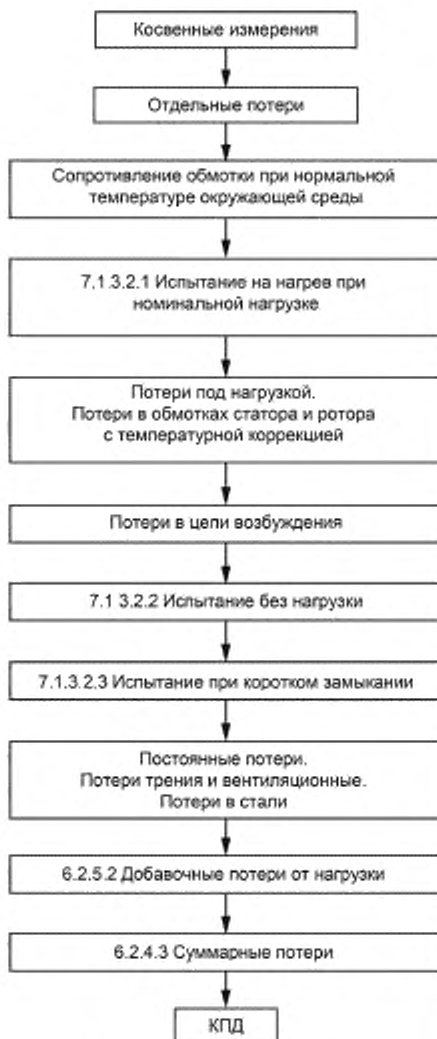 Косвенные измерения
Отдельные потери
Сопротивление обмотки при нормальной
температуре окружающей среды
7.1.3.2.1 Испытание на нагрев при
номинальной нагрузке
Потери под нагрузкой.
Потери в обмотках статора и ротора
с температурной коррекцией
Потери в цепи возбуждения
7.1 3.2.2 Испытание без нагрузки
7.1.3.2.3 Испытание при коротком замыкании
Постоянные потери.
Потери трения и вентиляционные.
Потери в стали
6.2.5.2 Добавочные потери от нагрузки
6.2.4.3 Суммарные потери
КПД